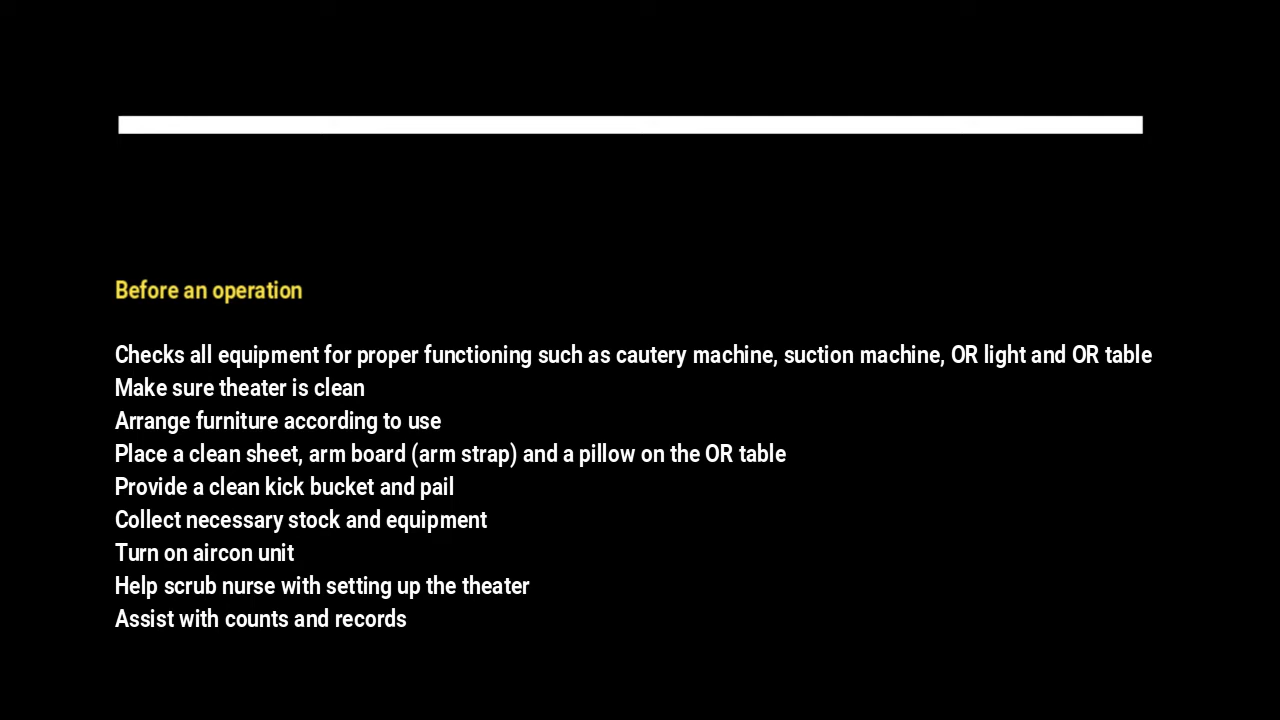 Before an operation
Checks all equipment for proper functioning such as cautery machine, suction machine, OR light and OR table
Make sure theater is clean
Arrange furniture according to use
Place a clean sheet, arm board (arm strap) and a pillow on the OR table
Provide a clean kick bucket and pail
Collect necessary stock and equipment
Turn on aircon unit
Help scrub nurse with setting up the theater
Assist with counts and records